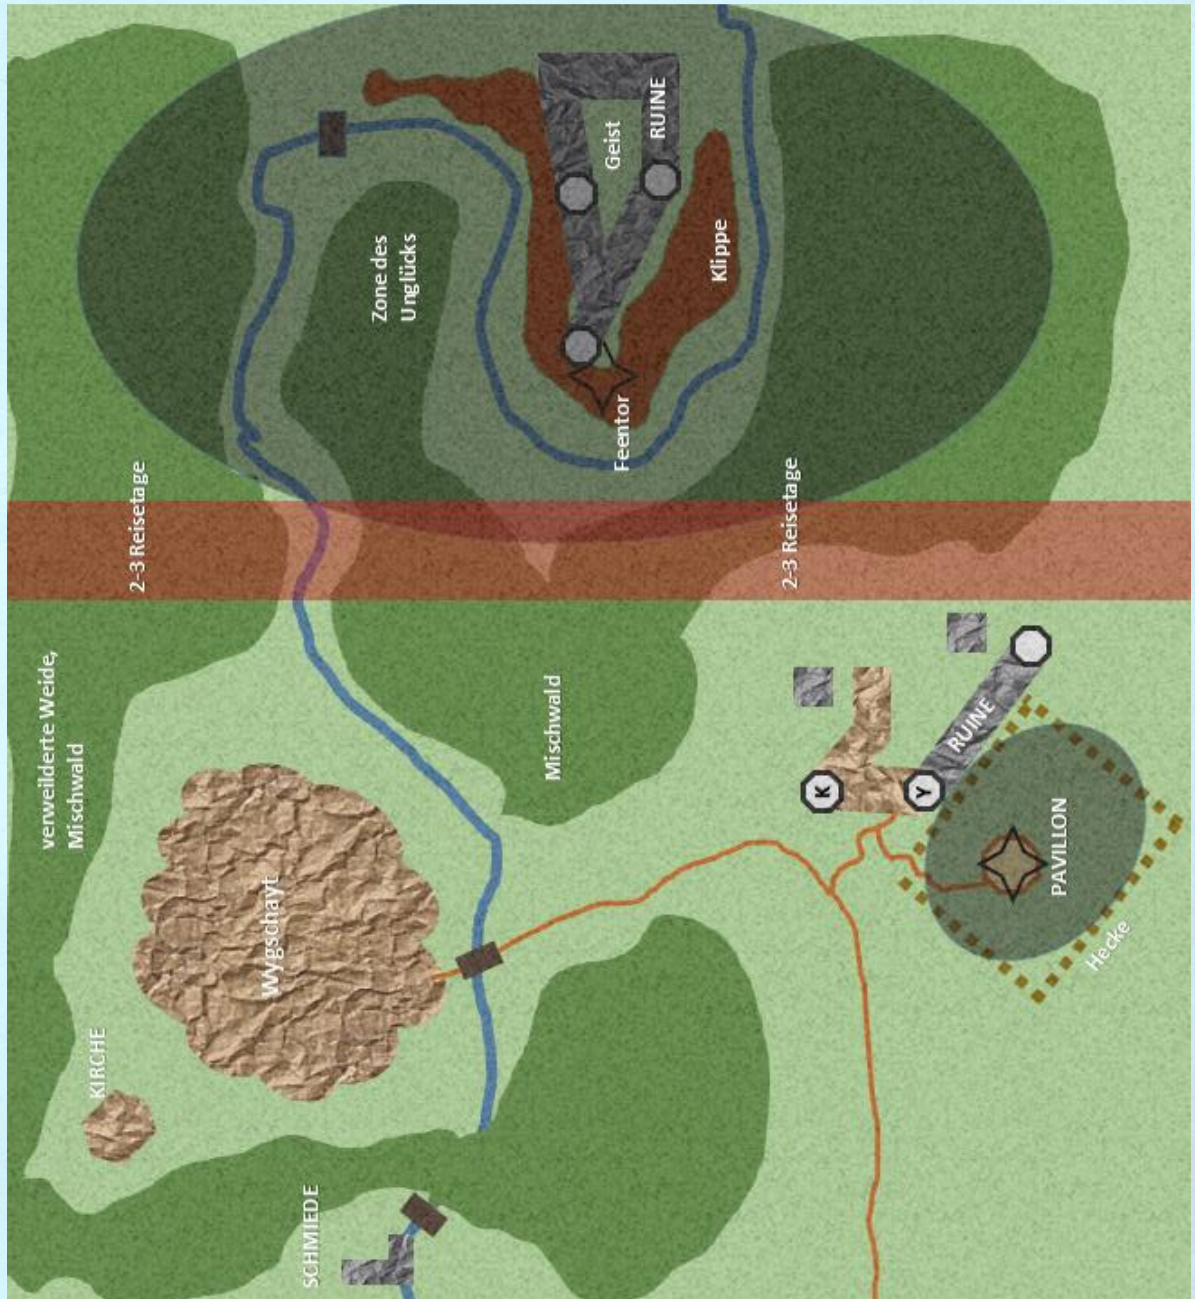 verweilderte Weide,
Mischwald
KIRCHE
2-3 Reisetage
Wygschayt
SCHMIEDE
Zone des
Unglücks
Mischwald
Geist
Feentor
RUINE
Klippe
2-3 Reisetage
K
Y
RUINE
PAVILLON
Hecke